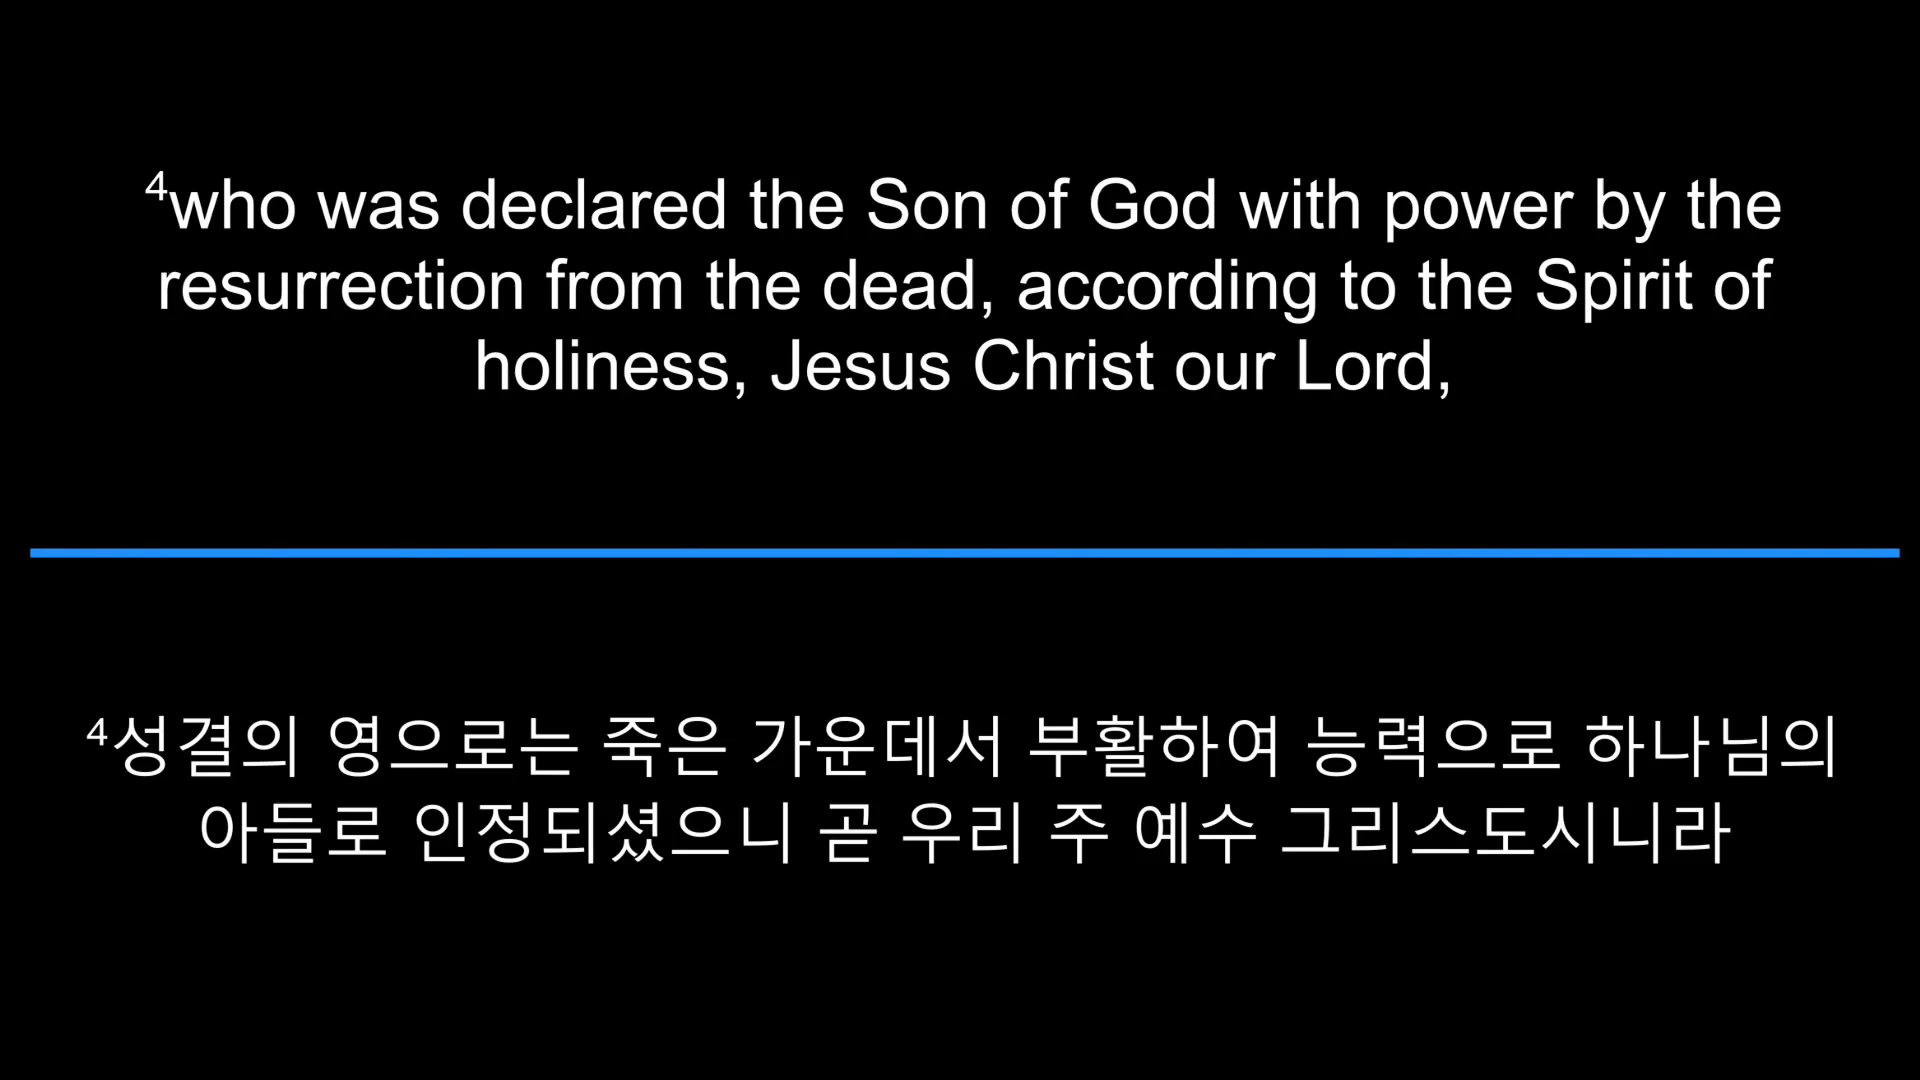 ⁴who was declared the Son of God with power by the
resurrection from the dead, according to the Spirit of
holiness, Jesus Christ our Lord,
⁴성결의 영으로는 죽은 가운데서 부활하여 능력으로 하나님의
아들로 인정되셨으니 곧 우리 주 예수 그리스도시니라